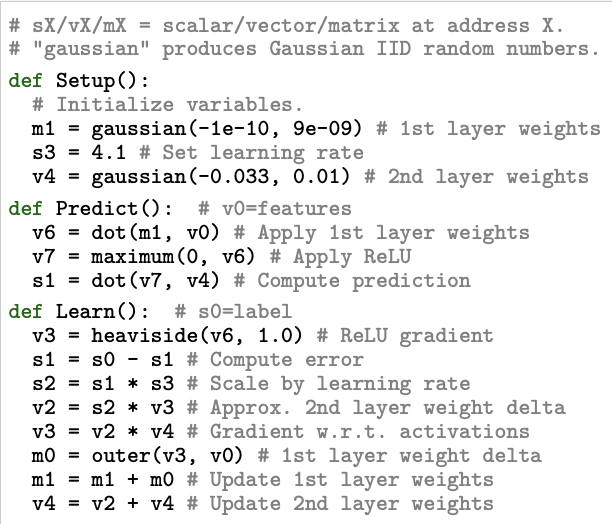 # sX/vX/mX = scalar/vector/matrix at address X.
# "gaussian" produces Gaussian IID random numbers.
def Setup():
  # Initialize variables.
  m1 = gaussian(-1e-10, 9e-09) # 1st layer weights
  s3 = 4.1 # Set learning rate
  v4 = gaussian(-0.033, 0.01) # 2nd layer weights
def Predict():  # v0=features
  v6 = dot(m1, v0) # Apply 1st layer weights
  v7 = maximum(0, v6) # Apply ReLU
  s1 = dot(v7, v4) # Compute prediction
def Learn():  # s0=label
  v3 = heaviside(v6, 1.0) # ReLU gradient
  s1 = s0 - s1 # Compute error
  s2 = s1 * s3 # Scale by learning rate
  v2 = s2 * v3 # Approx. 2nd layer weight delta
  v3 = v2 * v4 # Gradient w.r.t. activations
  m0 = outer(v3, v0) # 1st layer weight delta
  m1 = m1 + m0 # Update 1st layer weights
  v4 = v2 + v4 # Update 2nd layer weights